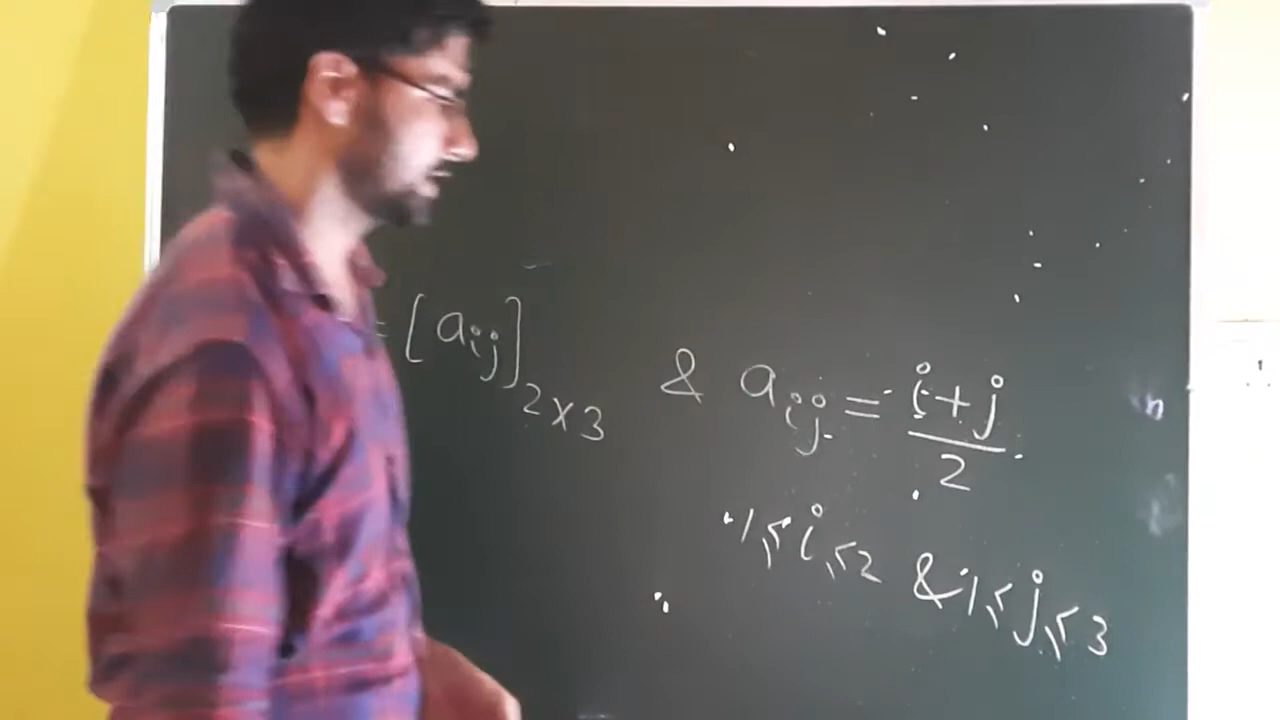 = [aij]2×3 & aij = i+j/2
1≤i≤2 & 1≤j≤3